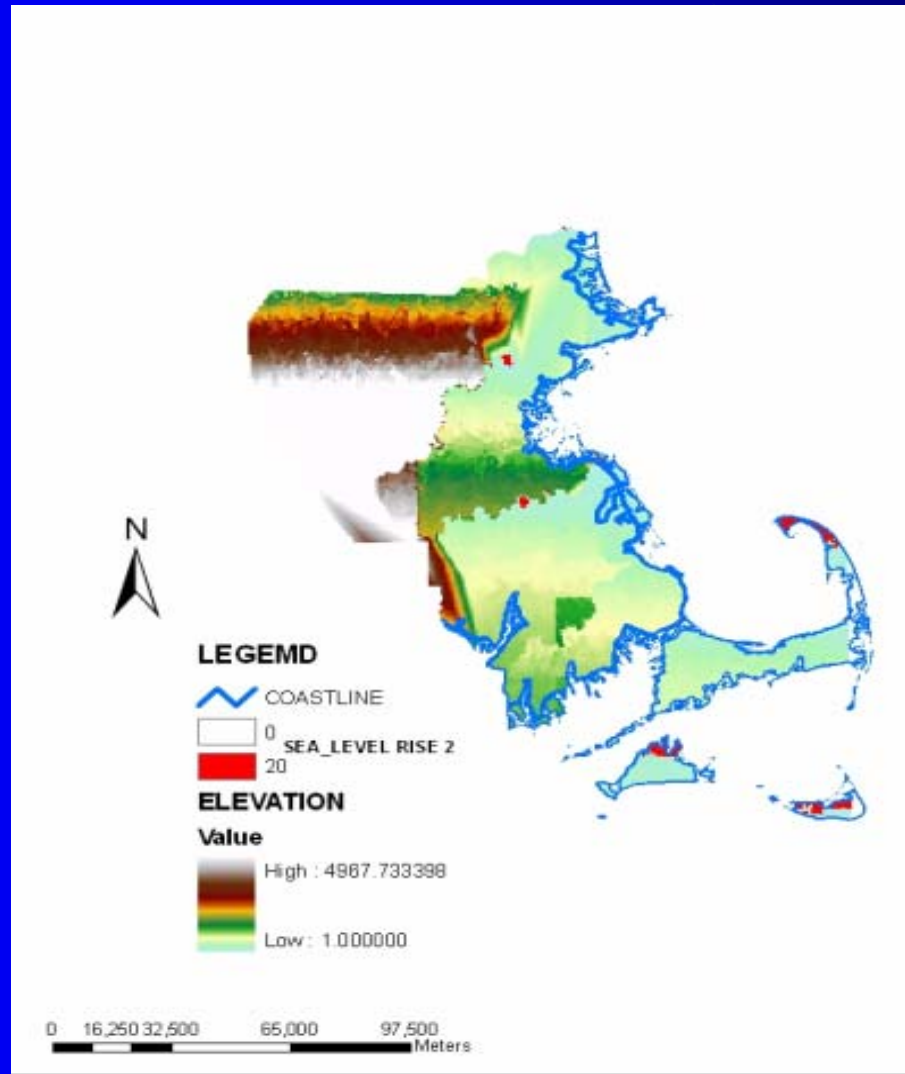 N
LEGEMD
COASTLINE
0
SEA_LEVEL RISE 2
20
ELEVATION
Value
High : 4967.733398
Low : 1.000000
0 16,250 32,500 65,000 97,500
Meters